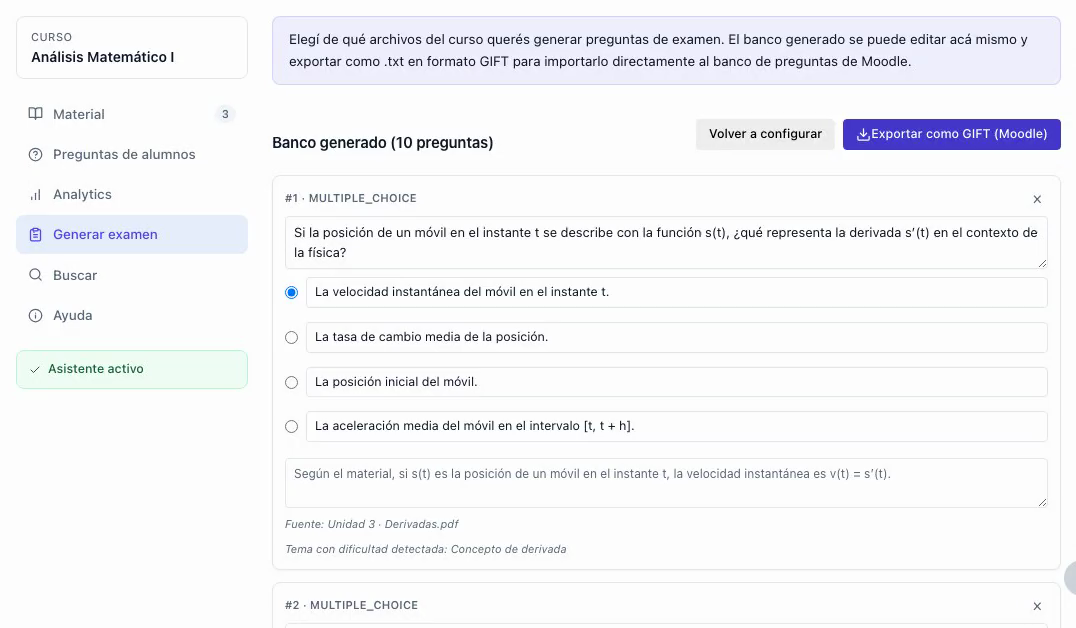 CURSO
Análisis Matemático I
Material 3
Preguntas de alumnos
Analytics
Generar examen
Buscar
Ayuda
Asistente activo
Elegí de qué archivos del curso querés generar preguntas de examen. El banco generado se puede editar acá mismo y
exportar como .txt en formato GIFT para importarlo directamente al banco de preguntas de Moodle.
Banco generado (10 preguntas)
Volver a configurar
Exportar como GIFT (Moodle)
#1 · MULTIPLE_CHOICE
Si la posición de un móvil en el instante t se describe con la función s(t), ¿qué representa la derivada s′(t) en el contexto de
la física?
La velocidad instantánea del móvil en el instante t.
La tasa de cambio media de la posición.
La posición inicial del móvil.
La aceleración media del móvil en el intervalo [t, t + h].
Según el material, si s(t) es la posición de un móvil en el instante t, la velocidad instantánea es v(t) = s′(t).
Fuente: Unidad 3 · Derivadas.pdf
Tema con dificultad detectada: Concepto de derivada
#2 · MULTIPLE_CHOICE